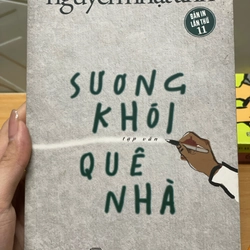 nguyễn nhật ánh
BẢN IN LẦN THỨ
11
SƯƠNG
KHÓI
tạp văn
QUÊ
NHÀ